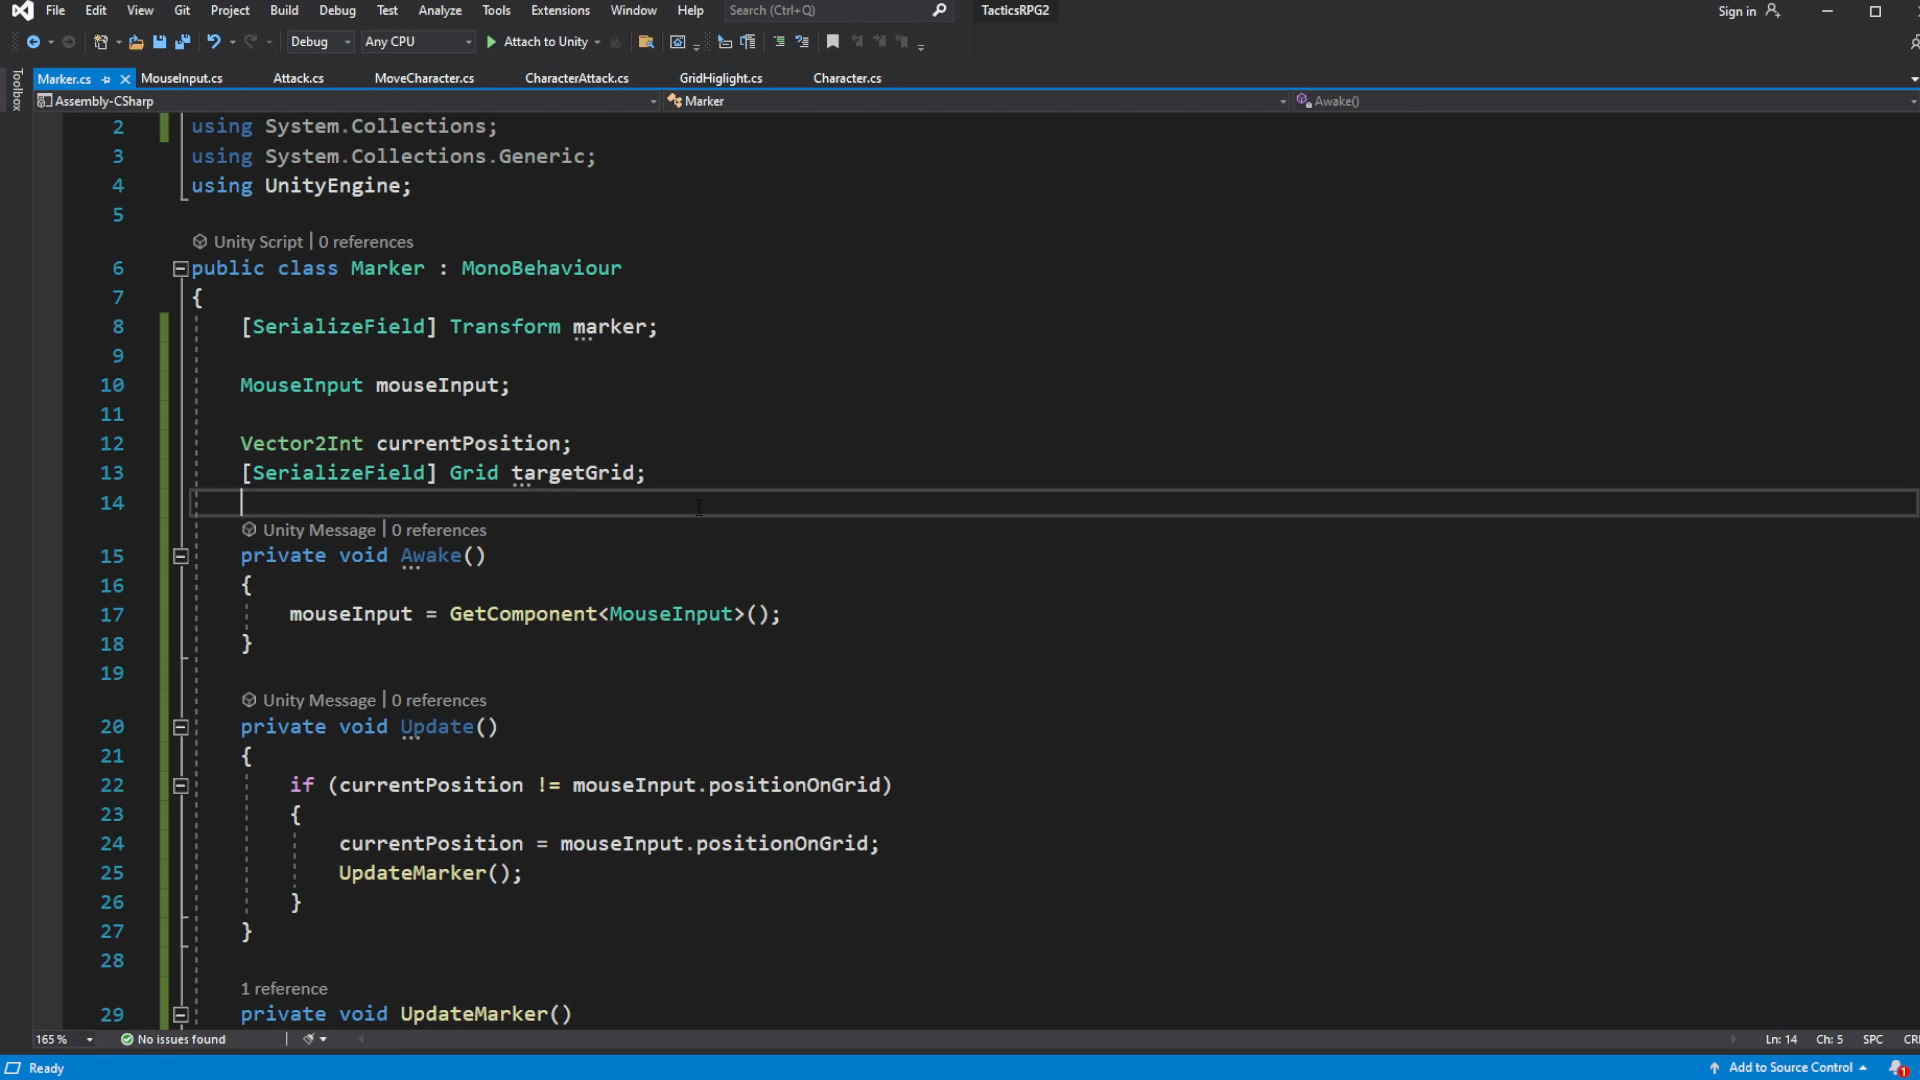 File Edit View Git Project Build Debug Test Analyze Tools Extensions Window Help Search (Ctrl+Q) TacticsRPG2 Sign in
Debug Any CPU Attach to Unity
Toolbox
Marker.cs MouseInput.cs Attack.cs MoveCharacter.cs CharacterAttack.cs GridHiglight.cs Character.cs
Assembly-CSharp Marker Awake()
2 using System.Collections;
3 using System.Collections.Generic;
4 using UnityEngine;
5
Unity Script | 0 references
6 public class Marker : MonoBehaviour
7 {
8 [SerializeField] Transform marker;
9
10 MouseInput mouseInput;
11
12 Vector2Int currentPosition;
13 [SerializeField] Grid targetGrid;
14
Unity Message | 0 references
15 private void Awake()
16 {
17 mouseInput = GetComponent<MouseInput>();
18 }
19
Unity Message | 0 references
20 private void Update()
21 {
22 if (currentPosition != mouseInput.positionOnGrid)
23 {
24 currentPosition = mouseInput.positionOnGrid;
25 UpdateMarker();
26 }
27 }
28
1 reference
29 private void UpdateMarker()
165 % No issues found Ln: 14 Ch: 5 SPC CR
Ready Add to Source Control 1